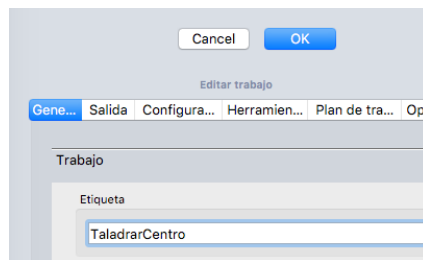 Cancel OK
Editar trabajo
Gene... Salida Configura... Herramien... Plan de tra... Op
Trabajo
Etiqueta
TaladrarCentro